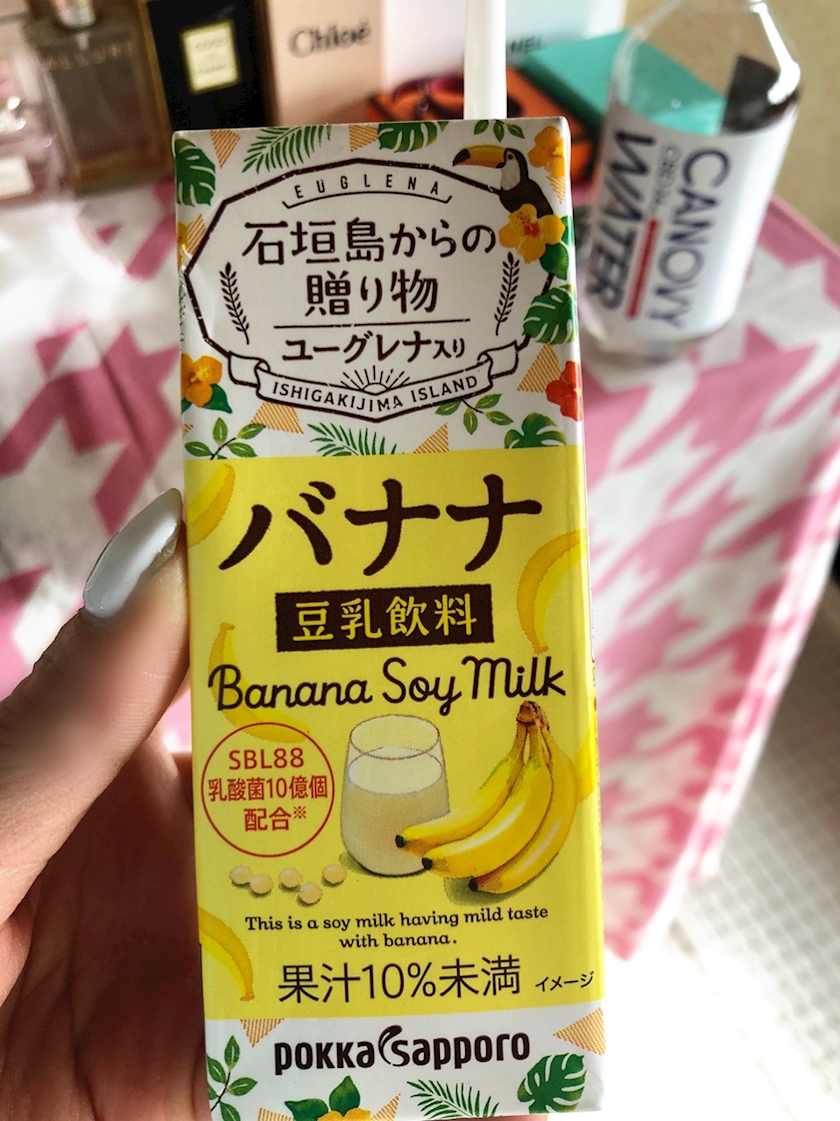 Chloé
CANOVY
CRYSTAL
WATER
EUGLENA
石垣島からの
贈り物
ユーグレナ入り
ISHIGAKIJIMA ISLAND
バナナ
豆乳飲料
Banana Soy Milk
SBL88
乳酸菌10億個
配合※
This is a soy milk having mild taste
with banana.
果汁10%未満 イメージ
pokka sapporo